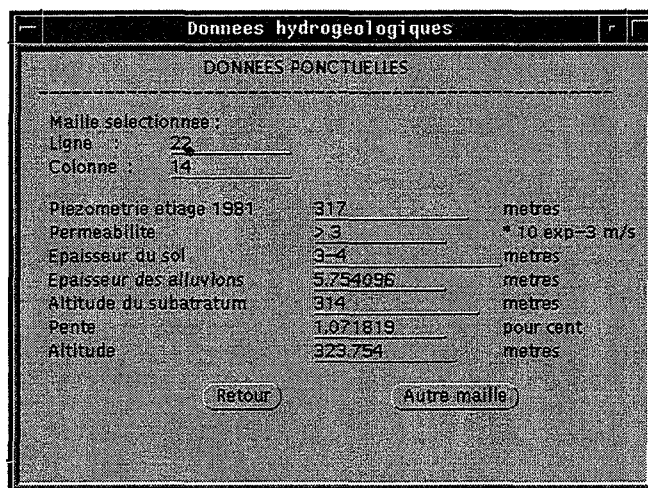 Donnees hydrogeologiques
DONNEES PONCTUELLES
Maille selectionnee :
Ligne : 22
Colonne : 14
Piezometrie etiage 1981 317 metres
Permeabilite >.3 * 10 exp-3 m/s
Epaisseur du sol 3-4 metres
Epaisseur des alluvions 5.754096 metres
Altitude du subatratum 314 metres
Pente 1.071819 pour cent
Altitude 323.754 metres
Retour Autre maille